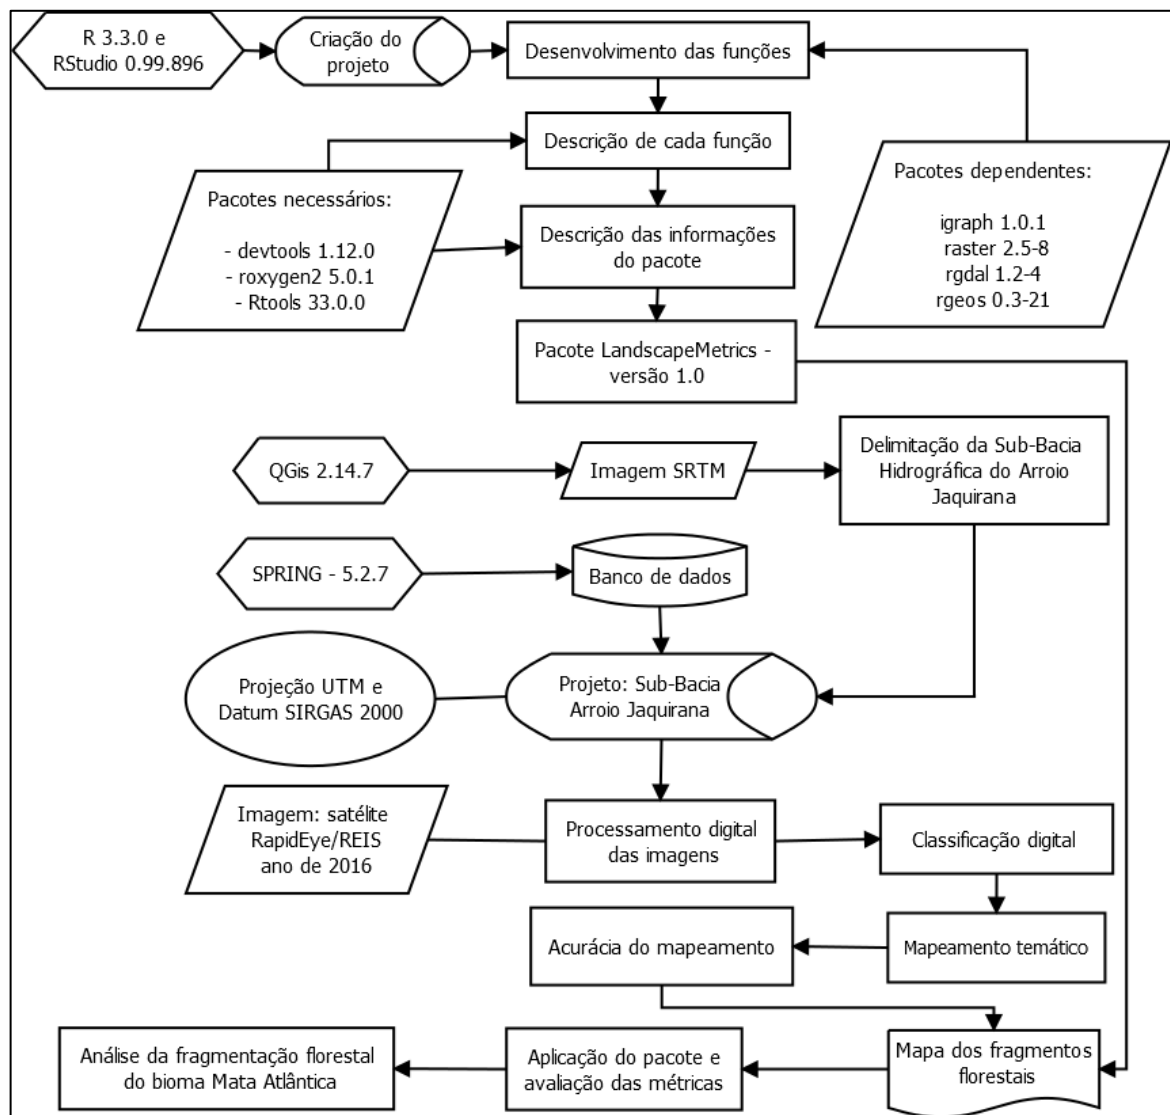 R 3.3.0 e
RStudio 0.99.896
Criação do
projeto
Desenvolvimento das funções
Descrição de cada função
Pacotes necessários:
- devtools 1.12.0
- roxygen2 5.0.1
- Rtools 33.0.0
Pacotes dependentes:
igraph 1.0.1
raster 2.5-8
rgdal 1.2-4
rgeos 0.3-21
Descrição das informações
do pacote
Pacote LandscapeMetrics -
versão 1.0
QGis 2.14.7
Imagem SRTM
Delimitação da Sub-Bacia
Hidrográfica do Arroio
Jaquirana
SPRING - 5.2.7
Banco de dados
Projeção UTM e
Datum SIRGAS 2000
Projeto: Sub-Bacia
Arroio Jaquirana
Imagem: satélite
RapidEye/REIS
ano de 2016
Processamento digital
das imagens
Classificação digital
Acurácia do mapeamento
Mapeamento temático
Análise da fragmentação florestal
do bioma Mata Atlântica
Aplicação do pacote e
avaliação das métricas
Mapa dos fragmentos
florestais